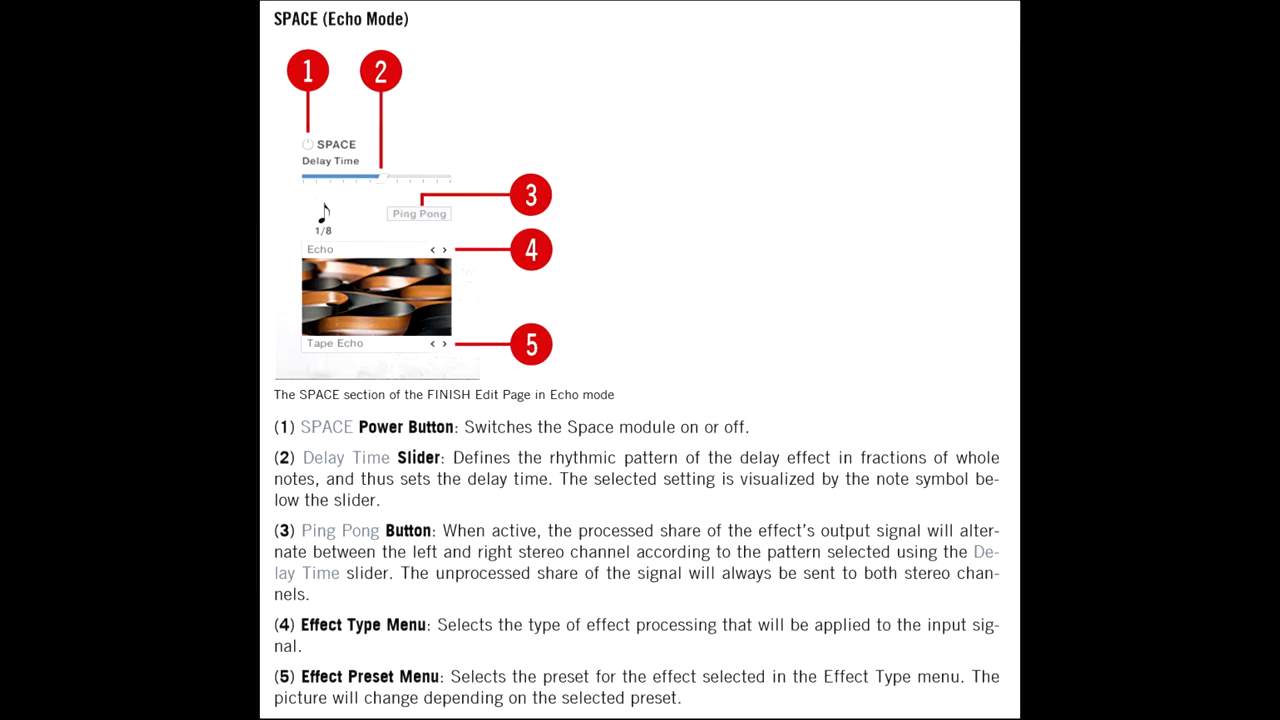 SPACE (Echo Mode)
1
2
SPACE
Delay Time
3
Ping Pong
1/8
Echo
4
Tape Echo
5
The SPACE section of the FINISH Edit Page in Echo mode
(1) SPACE Power Button: Switches the Space module on or off.
(2) Delay Time Slider: Defines the rhythmic pattern of the delay effect in fractions of whole
notes, and thus sets the delay time. The selected setting is visualized by the note symbol be-
low the slider.
(3) Ping Pong Button: When active, the processed share of the effect's output signal will alter-
nate between the left and right stereo channel according to the pattern selected using the De-
lay Time slider. The unprocessed share of the signal will always be sent to both stereo chan-
nels.
(4) Effect Type Menu: Selects the type of effect processing that will be applied to the input sig-
nal.
(5) Effect Preset Menu: Selects the preset for the effect selected in the Effect Type menu. The
picture will change depending on the selected preset.